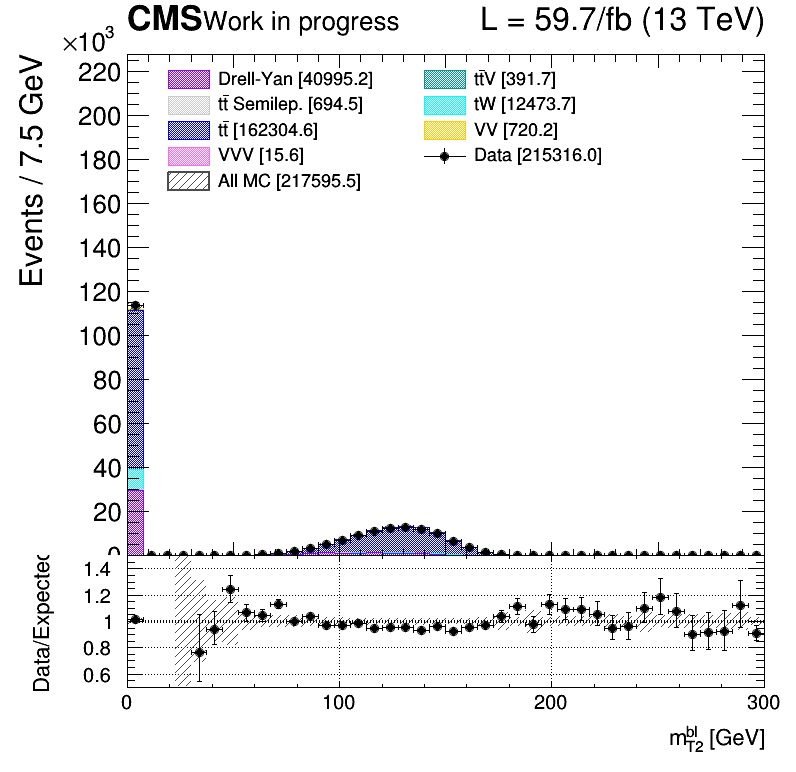 CMS Work in progress L = 59.7/fb (13 TeV)
×10³
Events / 7.5 GeV
220
200
180
160
140
120
100
80
60
40
20
0
Drell-Yan [40995.2]
tt̄ Semilep. [694.5]
tt̄ [162304.6]
VVV [15.6]
All MC [217595.5]
tt̄V [391.7]
tW [12473.7]
VV [720.2]
Data [215316.0]
Data/Expected
1.4
1.2
1
0.8
0.6
0 100 200 300
m_T2^bl [GeV]